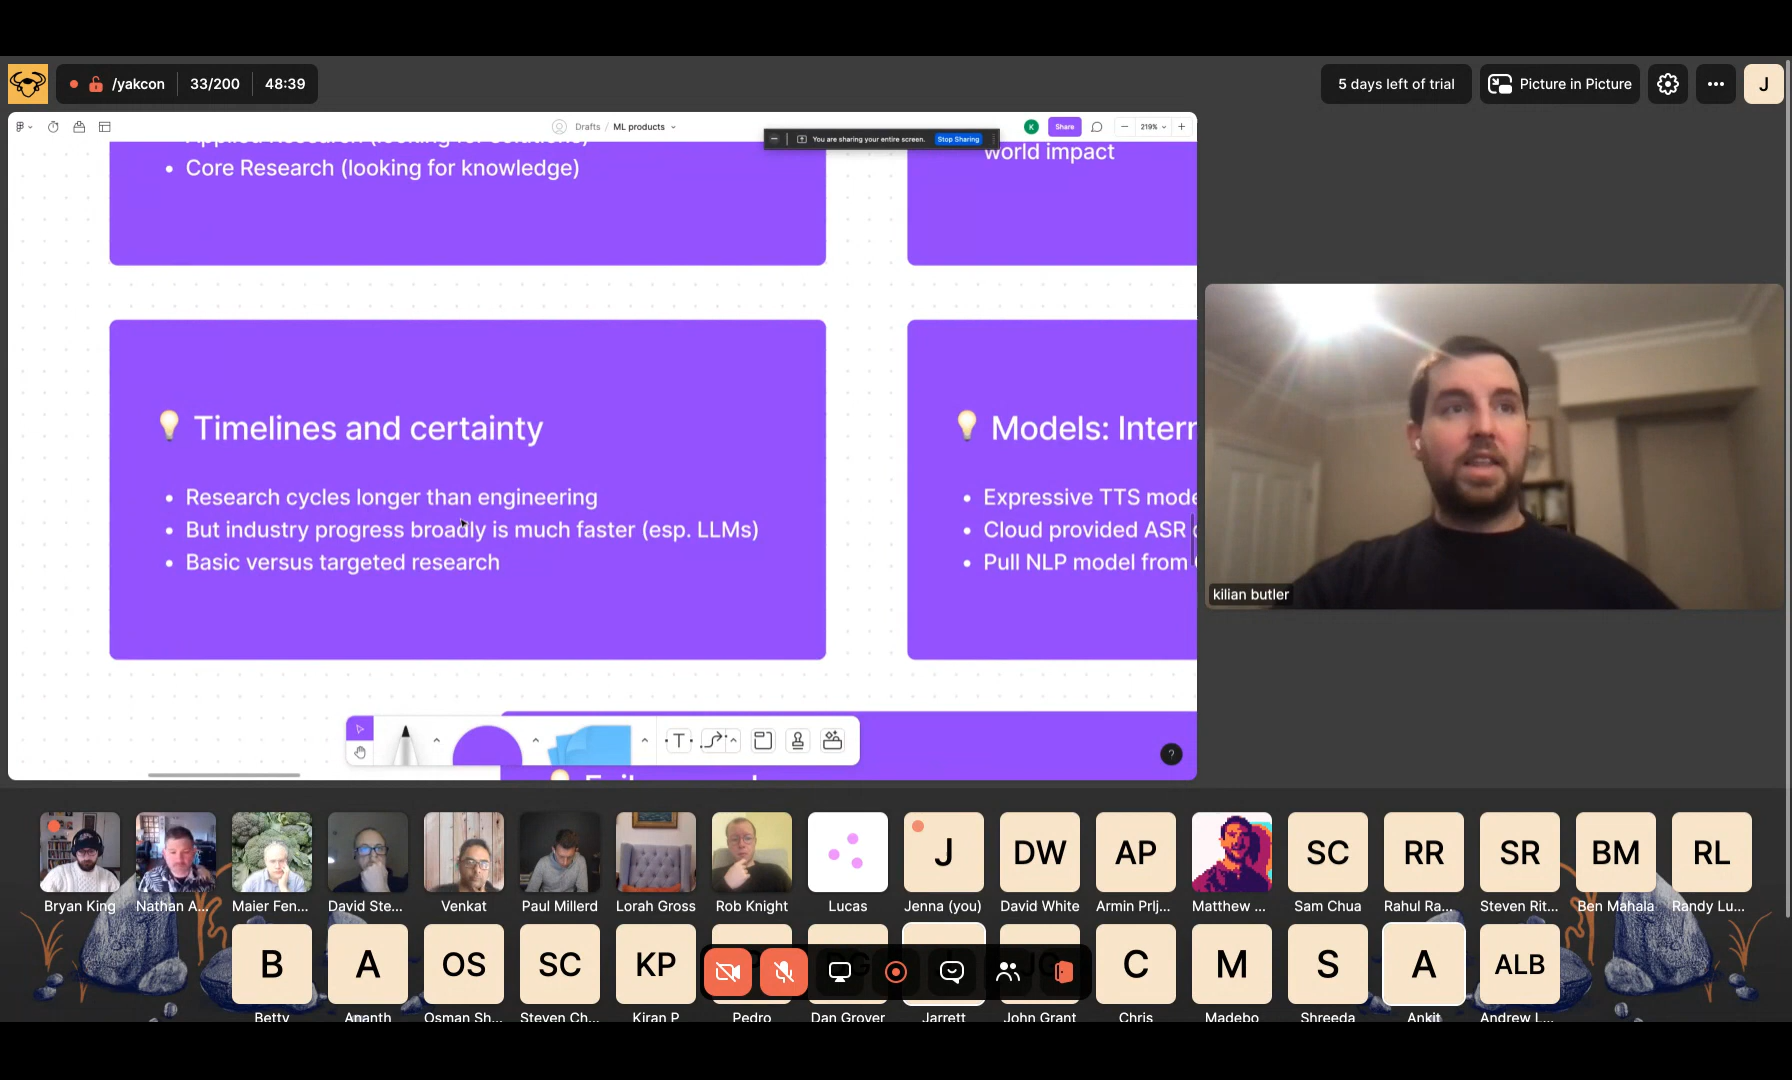 /yakcon
33/200
48:39
5 days left of trial
Picture in Picture
J
Drafts / ML products
You are sharing your entire screen.
Stop Sharing
K
Share
219%
Core Research (looking for knowledge)
world impact
💡 Timelines and certainty
Research cycles longer than engineering
But industry progress broadly is much faster (esp. LLMs)
Basic versus targeted research
💡 Models: Inter
Expressive TTS mode
Cloud provided ASR
Pull NLP model from
T
?
kilian butler
J
DW
AP
SC
RR
SR
BM
RL
Bryan King
Nathan A...
Maier Fen...
David Ste...
Venkat
Paul Millerd
Lorah Gross
Rob Knight
Lucas
Jenna (you)
David White
Armin Prlj...
Matthew ...
Sam Chua
Rahul Ra...
Steven Rit...
Ben Mahala
Randy Lu...
B
A
OS
SC
KP
C
M
S
A
ALB
Betty
Ananth
Osman Sh...
Steven Ch...
Kiran P
Pedro
Dan Grover
Jarrett
John Grant
Chris
Madebo
Shreeda
Ankit
Andrew L...